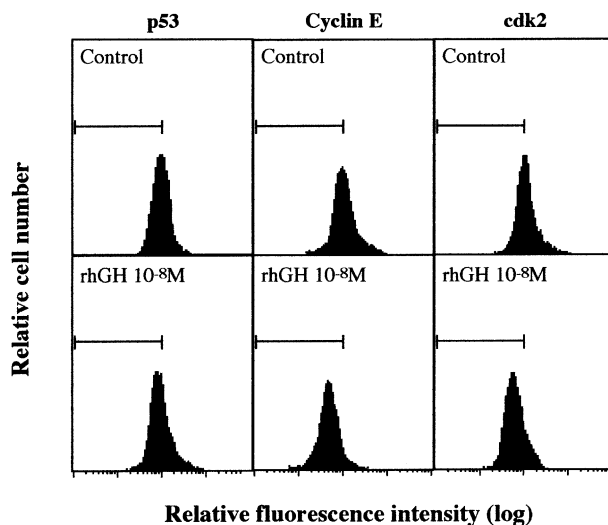 p53 Cyclin E cdk2
Control Control Control
rhGH 10-8M rhGH 10-8M rhGH 10-8M
Relative cell number
Relative fluorescence intensity (log)